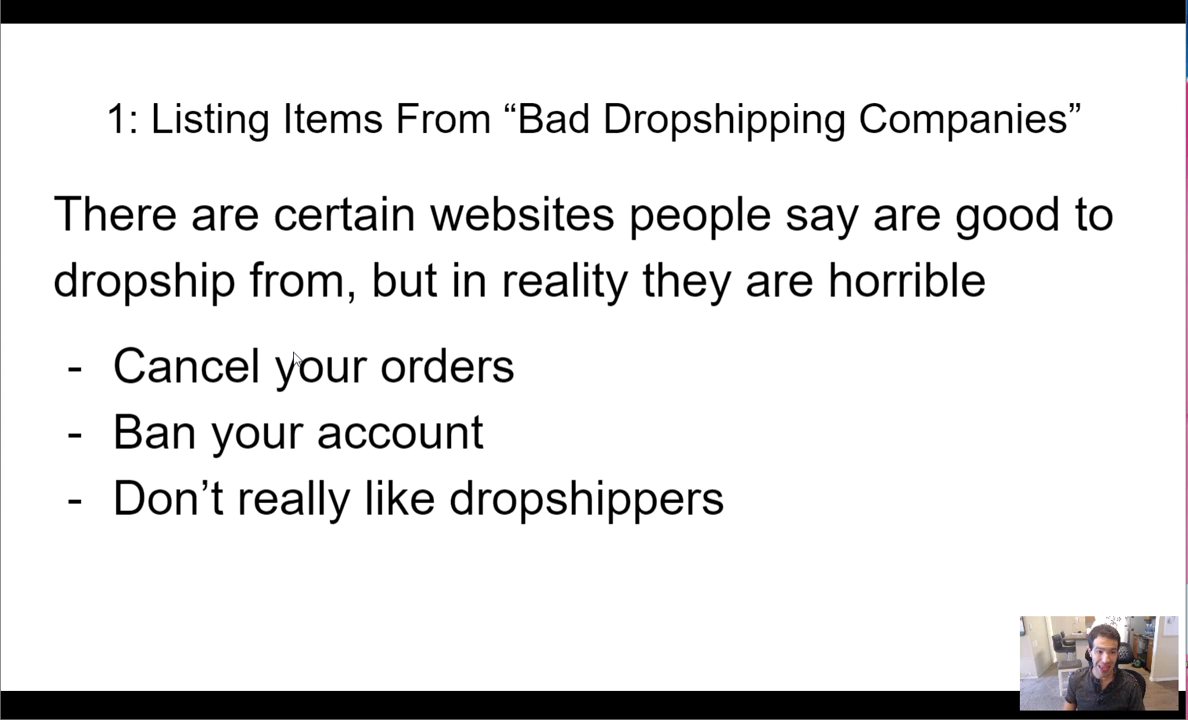 1: Listing Items From “Bad Dropshipping Companies”
There are certain websites people say are good to
dropship from, but in reality they are horrible
- Cancel your orders
- Ban your account
- Don’t really like dropshippers